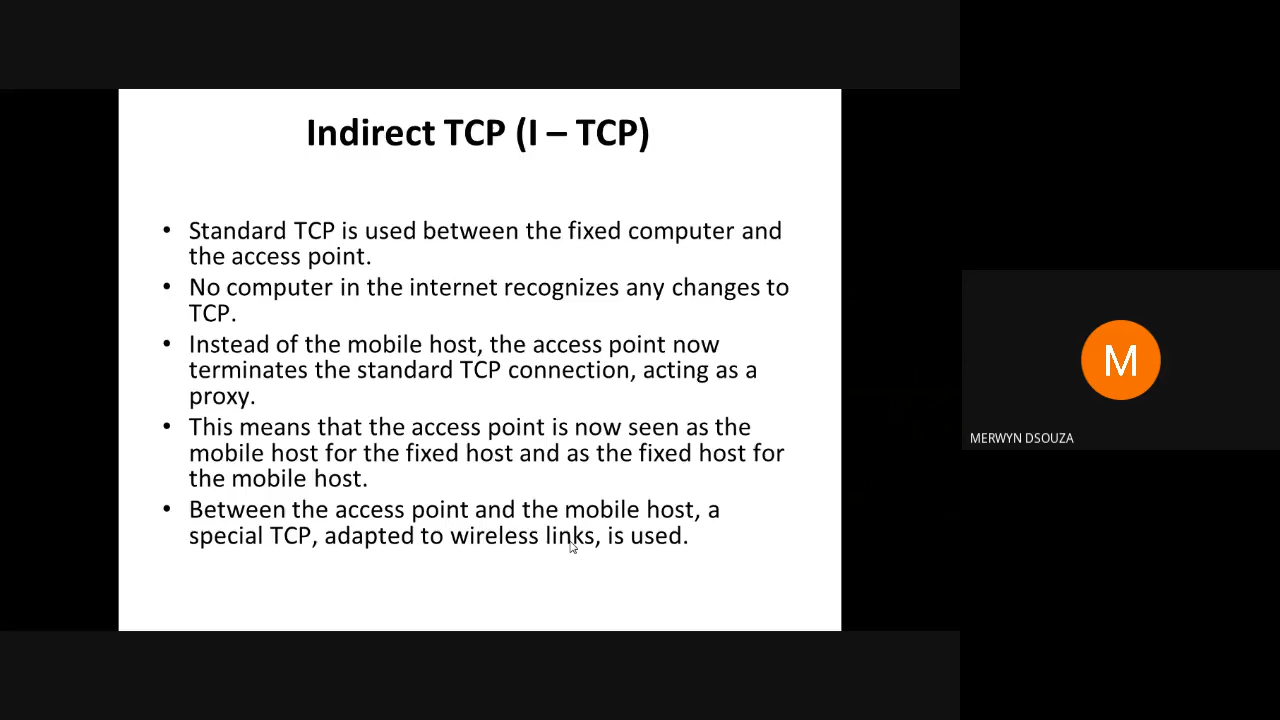 Indirect TCP (I – TCP)
• Standard TCP is used between the fixed computer and
the access point.
• No computer in the internet recognizes any changes to
TCP.
• Instead of the mobile host, the access point now
terminates the standard TCP connection, acting as a
proxy.
• This means that the access point is now seen as the
mobile host for the fixed host and as the fixed host for
the mobile host.
• Between the access point and the mobile host, a
special TCP, adapted to wireless links, is used.
M
MERWYN DSOUZA